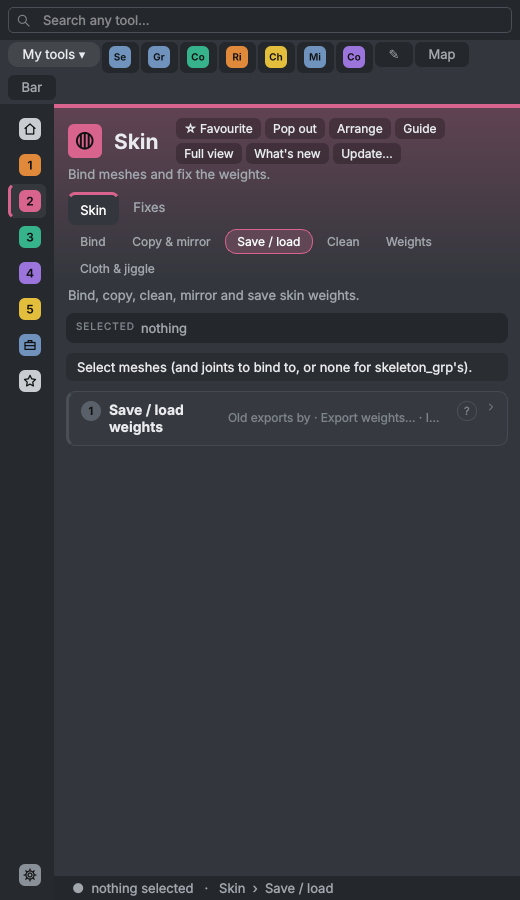 Search any tool...
My tools ▾ Se Gr Co Ri Ch Mi Co ✎ Map
Bar
Skin
☆ Favourite Pop out Arrange Guide
Full view What's new Update...
Bind meshes and fix the weights.
Skin Fixes
Bind Copy & mirror Save / load Clean Weights
Cloth & jiggle
Bind, copy, clean, mirror and save skin weights.
SELECTED nothing
Select meshes (and joints to bind to, or none for skeleton_grp's).
1 Save / load weights Old exports by · Export weights... · I... ? ›
1
2
3
4
5
nothing selected · Skin › Save / load